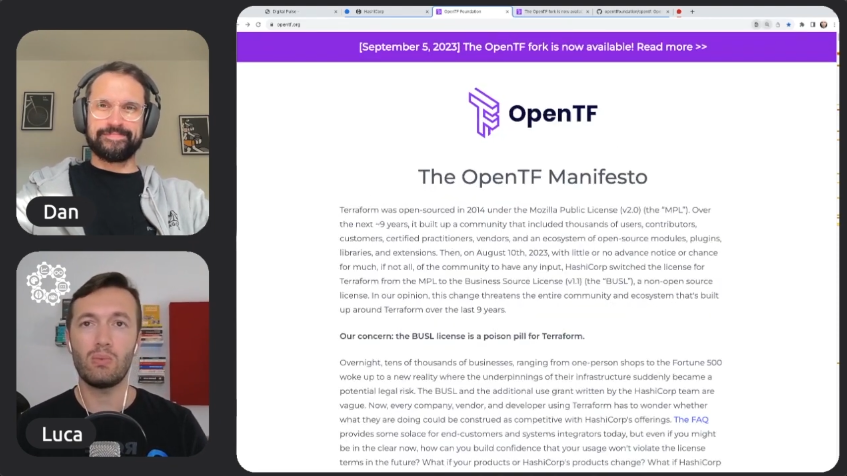 Digital Pulse
HashiCorp
OpenTF Foundation
The OpenTF fork is now availab
opentf.org
[September 5, 2023] The OpenTF fork is now available! Read more >>
OpenTF
The OpenTF Manifesto
Terraform was open-sourced in 2014 under the Mozilla Public License (v2.0) (the “MPL”). Over
the next ~9 years, it built up a community that included thousands of users, contributors,
customers, certified practitioners, vendors, and an ecosystem of open-source modules, plugins,
libraries, and extensions. Then, on August 10th, 2023, with little or no advance notice or chance
for much, if not all, of the community to have any input, HashiCorp switched the license for
Terraform from the MPL to the Business Source License (v1.1) (the “BUSL”), a non-open source
license. In our opinion, this change threatens the entire community and ecosystem that's built
up around Terraform over the last 9 years.
Our concern: the BUSL license is a poison pill for Terraform.
Overnight, tens of thousands of businesses, ranging from one-person shops to the Fortune 500
woke up to a new reality where the underpinnings of their infrastructure suddenly became a
potential legal risk. The BUSL and the additional use grant written by the HashiCorp team are
vague. Now, every company, vendor, and developer using Terraform has to wonder whether
what they are doing could be construed as competitive with HashiCorp's offerings. The FAQ
provides some solace for end-customers and systems integrators today, but even if you might
be in the clear now, how can you build confidence that your usage won't violate the license
terms in the future? What if your products or HashiCorp's products change? What if HashiCorp
Dan
Luca